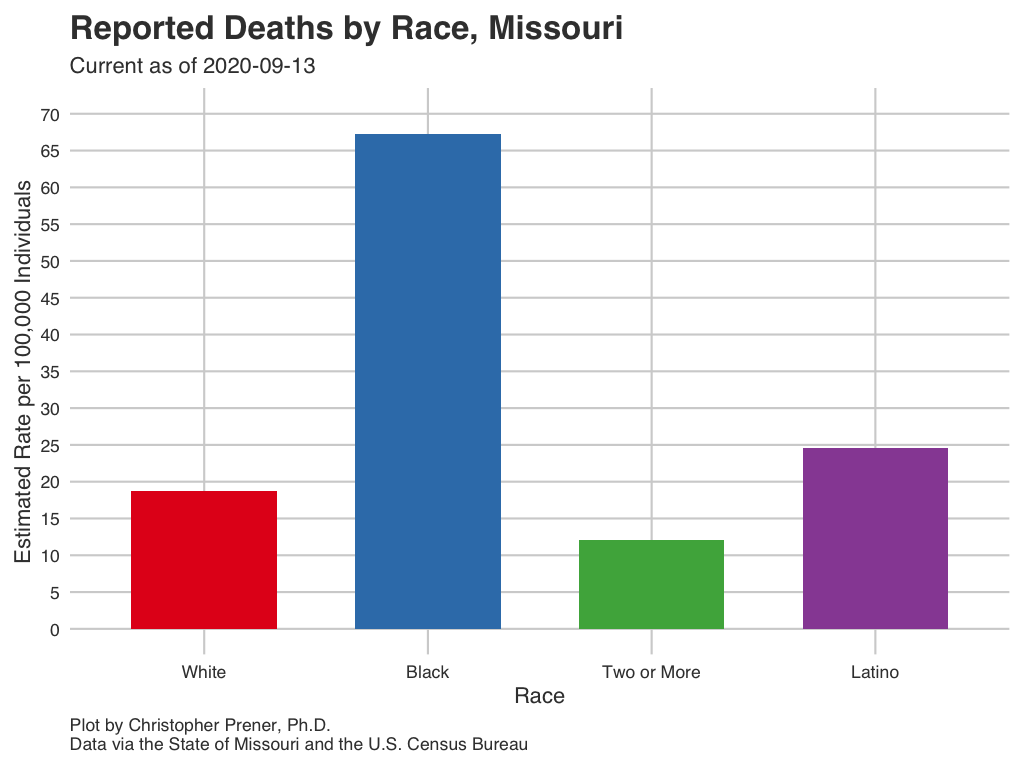 Reported Deaths by Race, Missouri
Current as of 2020-09-13
Estimated Rate per 100,000 Individuals
70
65
60
55
50
45
40
35
30
25
20
15
10
5
0
White Black Two or More Latino
Race
Plot by Christopher Prener, Ph.D.
Data via the State of Missouri and the U.S. Census Bureau